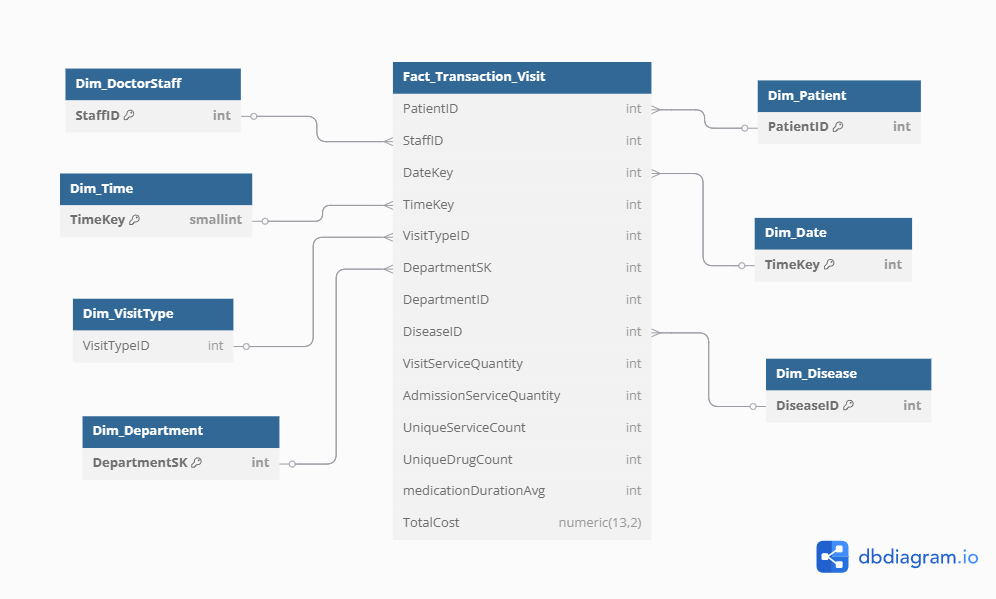 Dim_DoctorStaff
StaffID int
Dim_Time
TimeKey smallint
Dim_VisitType
VisitTypeID int
Dim_Department
DepartmentSK int
Fact_Transaction_Visit
PatientID int
StaffID int
DateKey int
TimeKey int
VisitTypeID int
DepartmentSK int
DepartmentID int
DiseaseID int
VisitServiceQuantity int
AdmissionServiceQuantity int
UniqueServiceCount int
UniqueDrugCount int
medicationDurationAvg int
TotalCost numeric(13,2)
Dim_Patient
PatientID int
Dim_Date
TimeKey int
Dim_Disease
DiseaseID int
dbdiagram.io